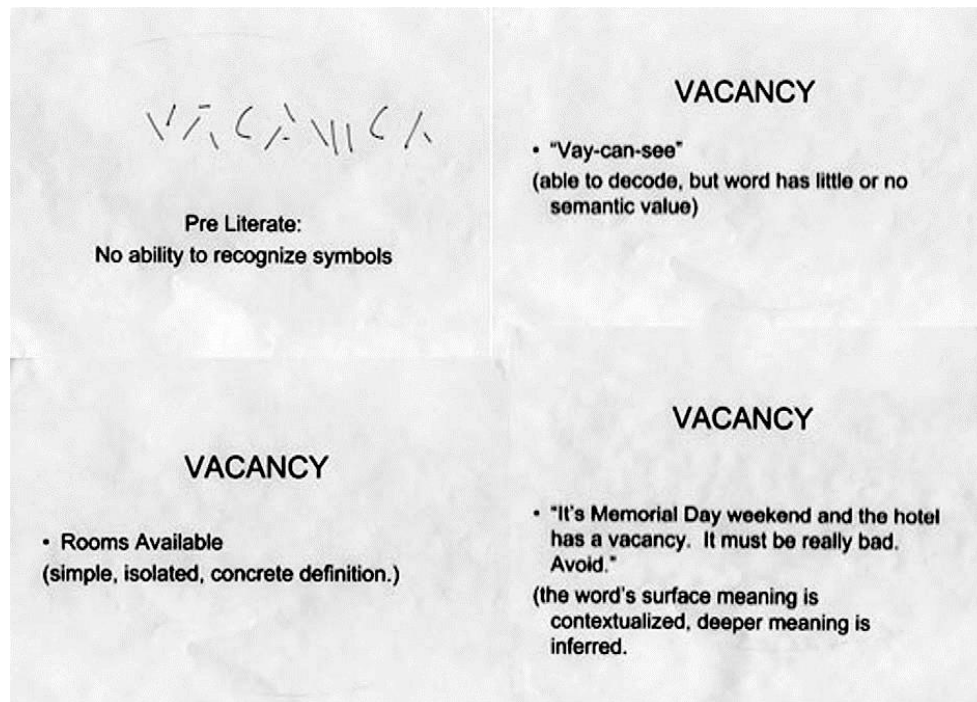 Pre Literate:
No ability to recognize symbols
VACANCY
• "Vay-can-see"
(able to decode, but word has little or no
semantic value)
VACANCY
• Rooms Available
(simple, isolated, concrete definition.)
VACANCY
• "It's Memorial Day weekend and the hotel
has a vacancy. It must be really bad.
Avoid."
(the word's surface meaning is
contextualized, deeper meaning is
inferred.